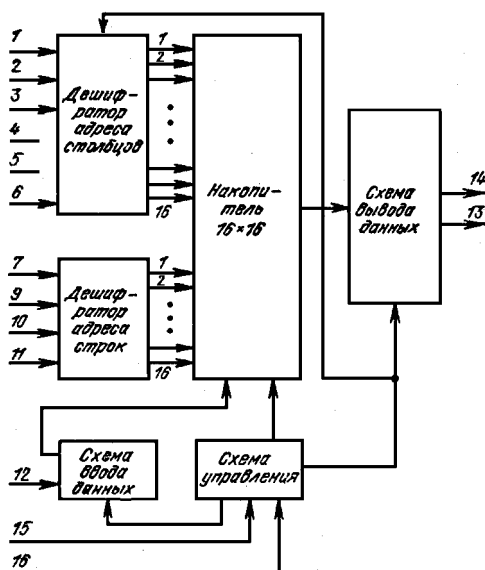 1
2
3
4
5
6
Дешиф-
ратор
адреса
столбцов
1
2
16
Накопи-
тель
16×16
Схема
вывода
данных
14
13
7
9
10
11
Дешиф-
ратор
адреса
строк
1
2
16
12
Схема
ввода
данных
Схема
управления
15
16